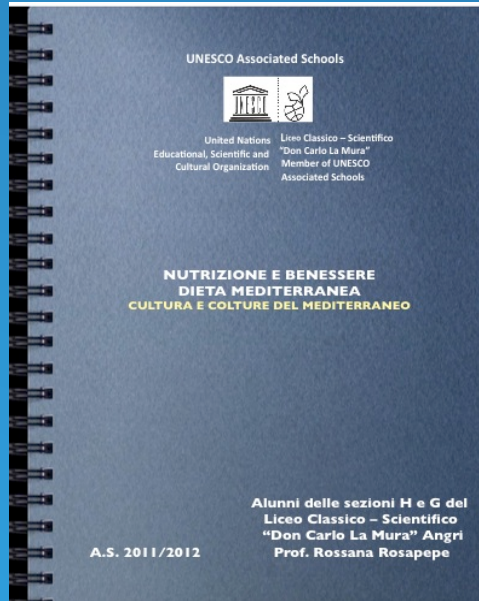 UNESCO Associated Schools
United Nations
Educational, Scientific and
Cultural Organization
Liceo Classico – Scientifico
"Don Carlo La Mura"
Member of UNESCO
Associated Schools
NUTRIZIONE E BENESSERE
DIETA MEDITERRANEA
CULTURA E COLTURE DEL MEDITERRANEO
Alunni delle sezioni H e G del
Liceo Classico – Scientifico
“Don Carlo La Mura” Angri
Prof. Rossana Rosapepe
A.S. 2011/2012